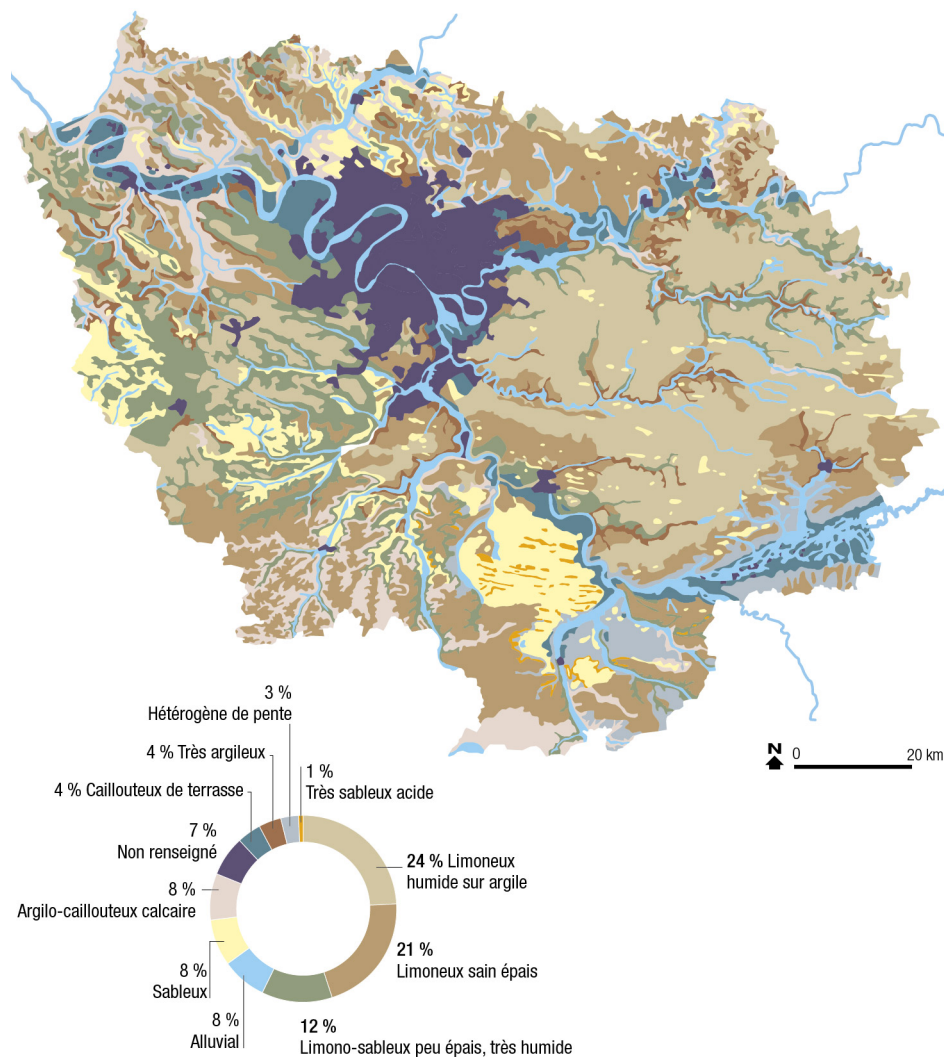 N
0
20 km
3 %
Hétérogène de pente
4 % Très argileux
1 %
Très sableux acide
4 % Caillouteux de terrasse
7 %
Non renseigné
24 % Limoneux
humide sur argile
8 %
Argilo-caillouteux calcaire
21 %
Limoneux sain épais
8 %
Sableux
8 %
Alluvial
12 %
Limono-sableux peu épais, très humide